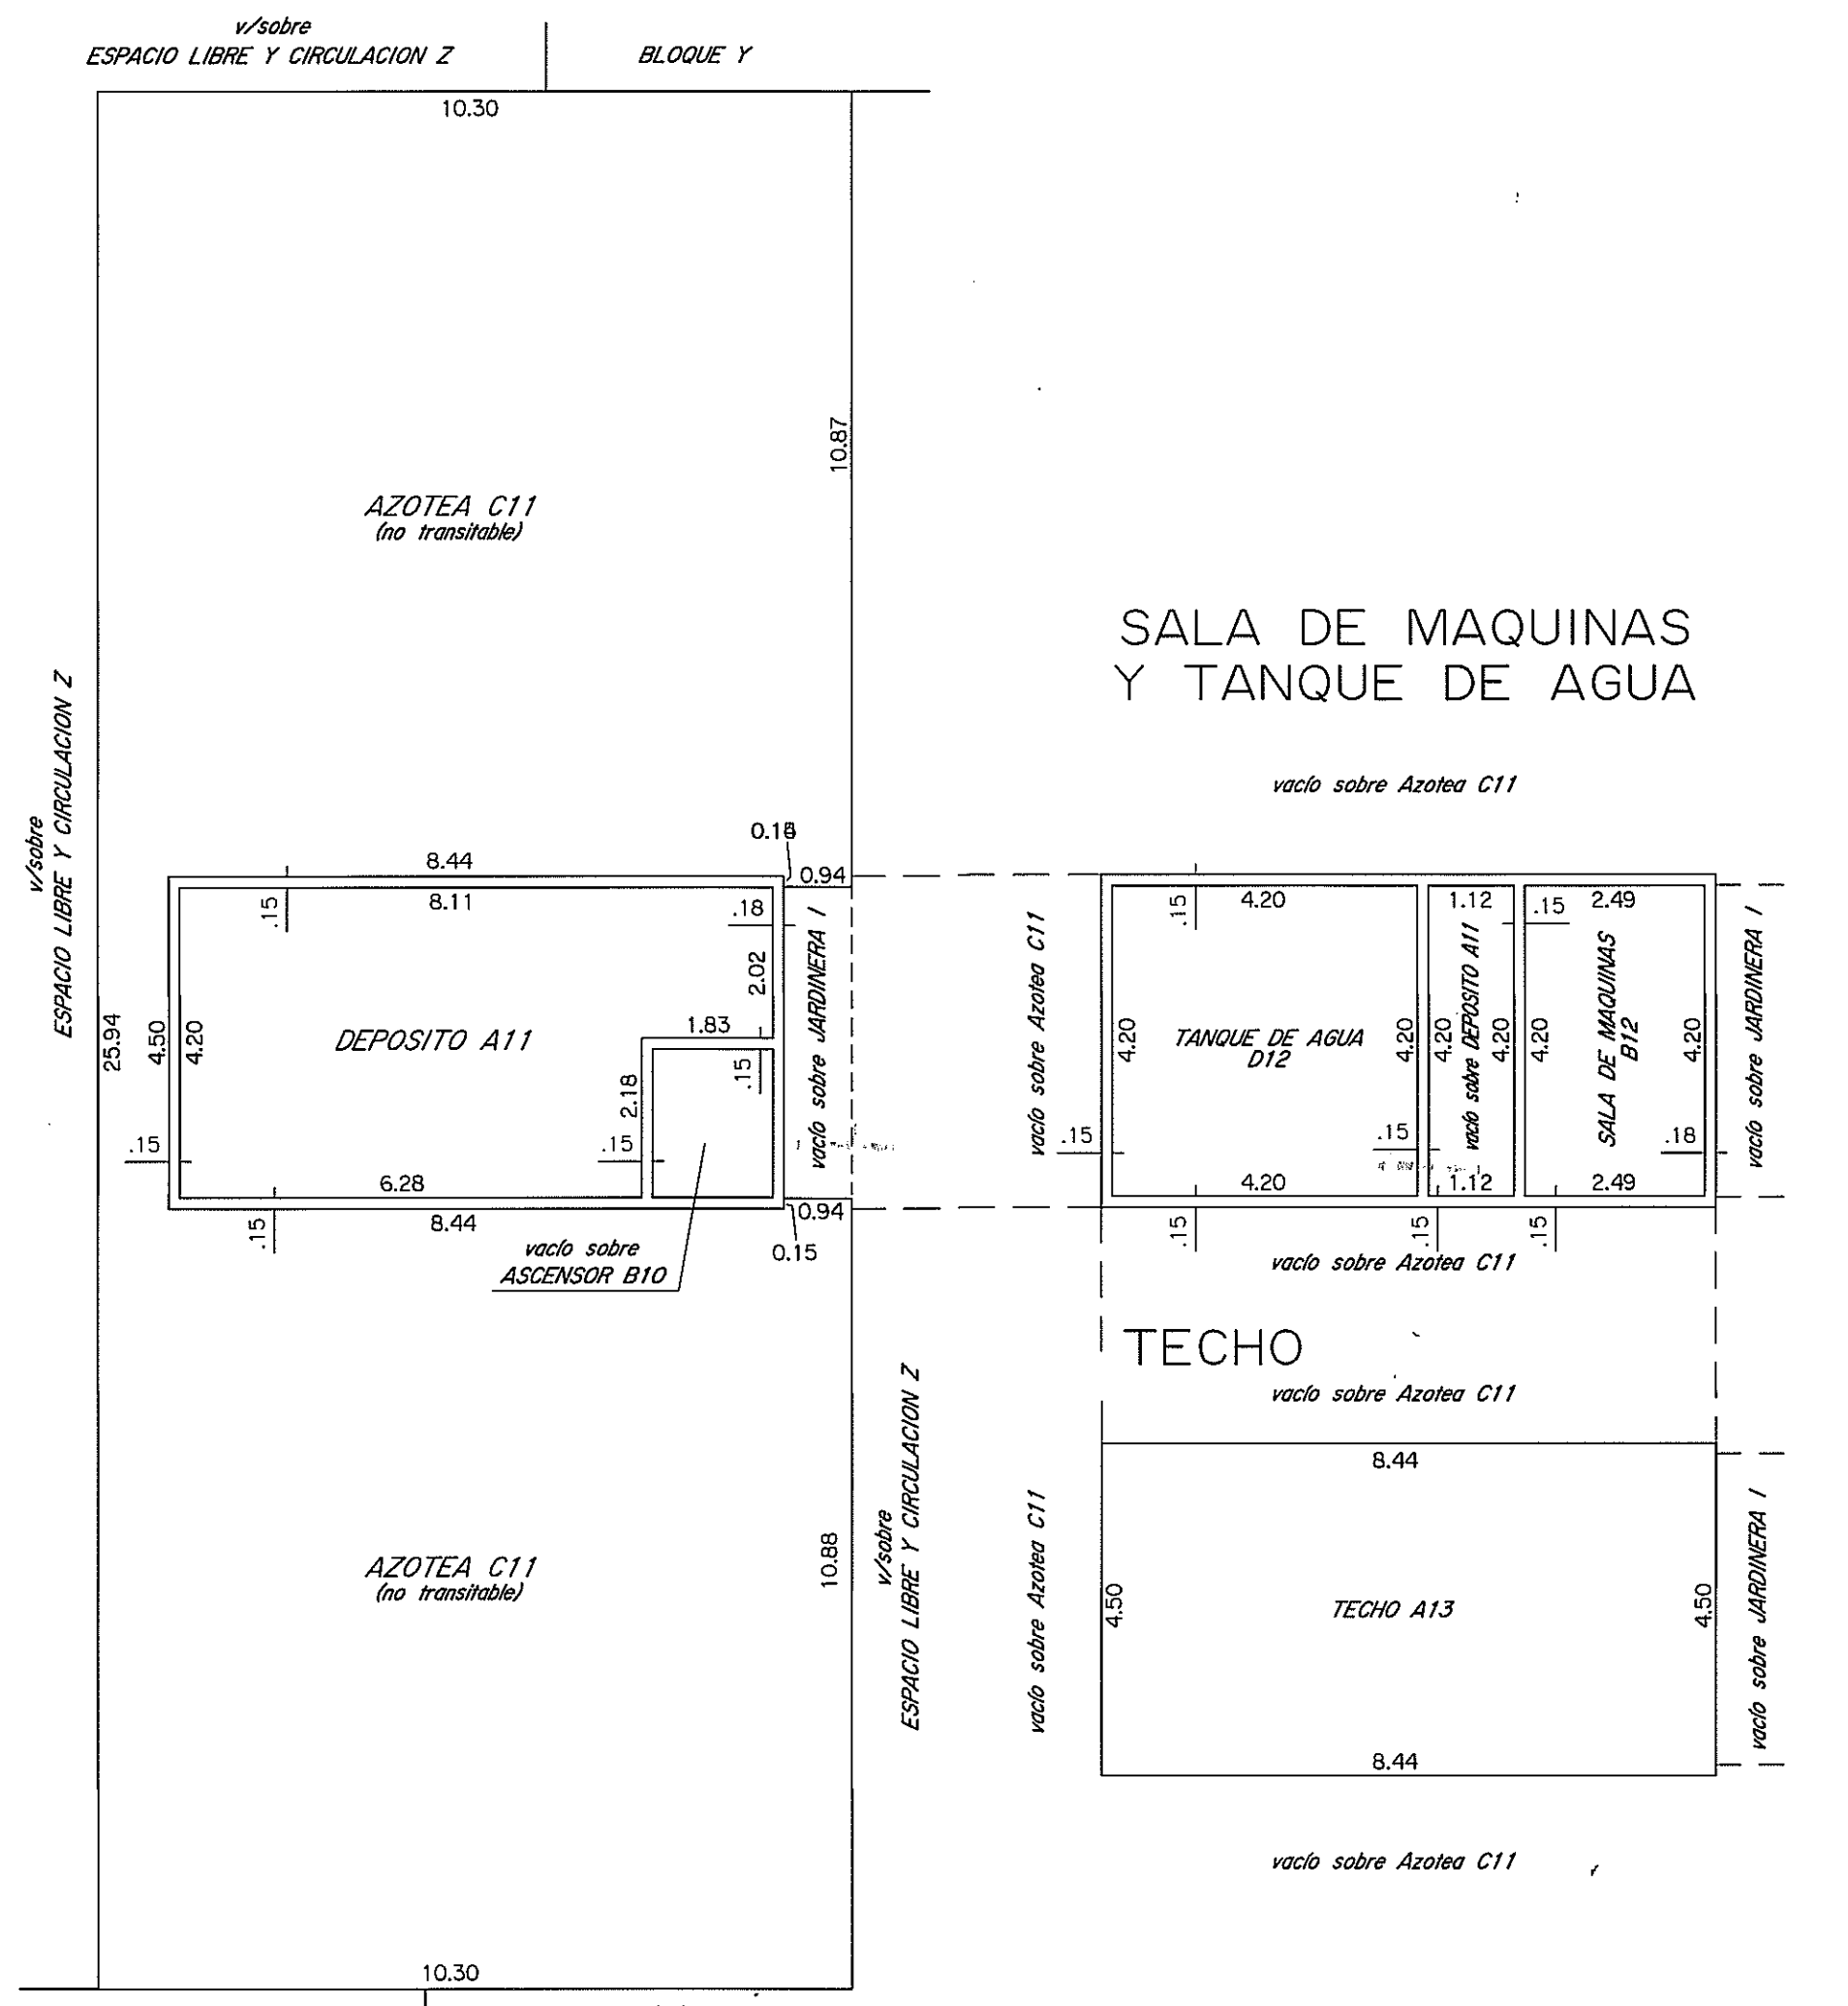 v/sobre
ESPACIO LIBRE Y CIRCULACION Z
BLOQUE Y
10.30
10.87
AZOTEA C11
(no transitable)
v/sobre
ESPACIO LIBRE Y CIRCULACION Z
25.94
8.44
0.94
8.11
.15
.18
2.02
vacío sobre JARDINERA I
4.50
4.20
DEPOSITO A11
1.83
.15
2.18
.15
.15
6.28
8.44
.15
0.94
0.15
vacío sobre
ASCENSOR B10
v/sobre
ESPACIO LIBRE Y CIRCULACION Z
10.88
AZOTEA C11
(no transitable)
10.30
SALA DE MAQUINAS
Y TANQUE DE AGUA
vacío sobre Azotea C11
vacío sobre Azotea C11
.15
4.20
1.12
.15
2.49
4.20
TANQUE DE AGUA
D12
4.20
4.20
vacío sobre DEPOSITO A11
4.20
4.20
SALA DE MAQUINAS
B12
4.20
vacío sobre JARDINERA I
.15
.15
.18
4.20
1.12
2.49
.15
.15
.15
vacío sobre Azotea C11
TECHO
vacío sobre Azotea C11
vacío sobre Azotea C11
8.44
4.50
TECHO A13
4.50
vacío sobre JARDINERA I
8.44
vacío sobre Azotea C11